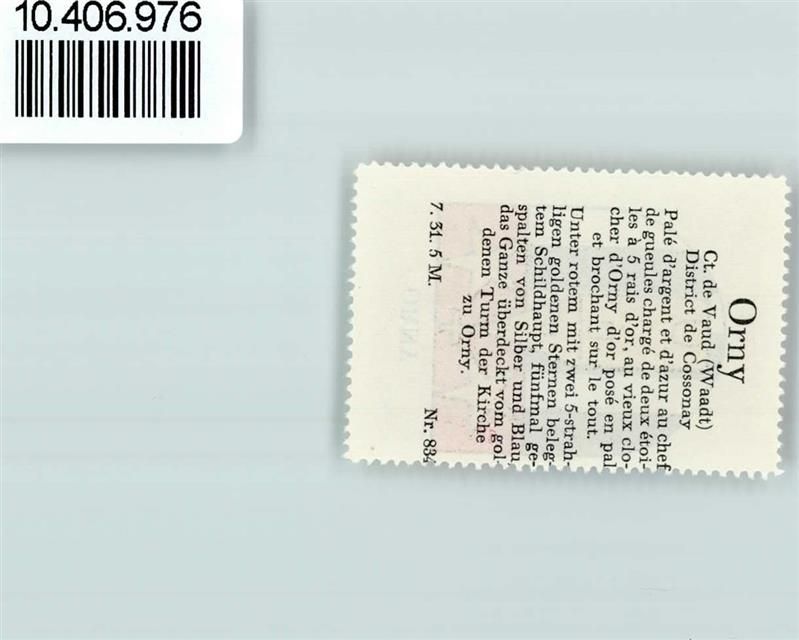 10.406.976
Orny
Ct. de Vaud (Waadt)
District de Cossonay
Palé d'argent et d'azur au chef
de gueules chargé de deux étoi-
les à 5 rais d'or, au vieux clo-
cher d'Orny d'or posé en pal
et brochant sur le tout.
Unter rotem mit zwei 5-strah-
ligen goldenen Sternen beleg-
tem Schildhaupt, fünfmal ge-
spalten von Silber und Blau,
das Ganze überdeckt vom gol-
denen Turm der Kirche
zu Orny.
7. 31. 5 M. Nr. 834